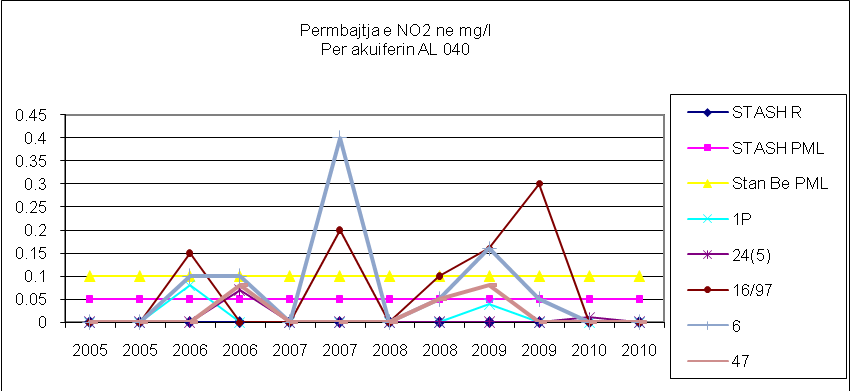 Permbajtja e NO2 ne mg/l
Per akuiferin AL 040
0.45
0.4
0.35
0.3
0.25
0.2
0.15
0.1
0.05
0
2005 2005 2006 2006 2007 2007 2008 2008 2009 2009 2010 2010
STASH R
STASH PML
Stan Be PML
1P
24(5)
16/97
6
47